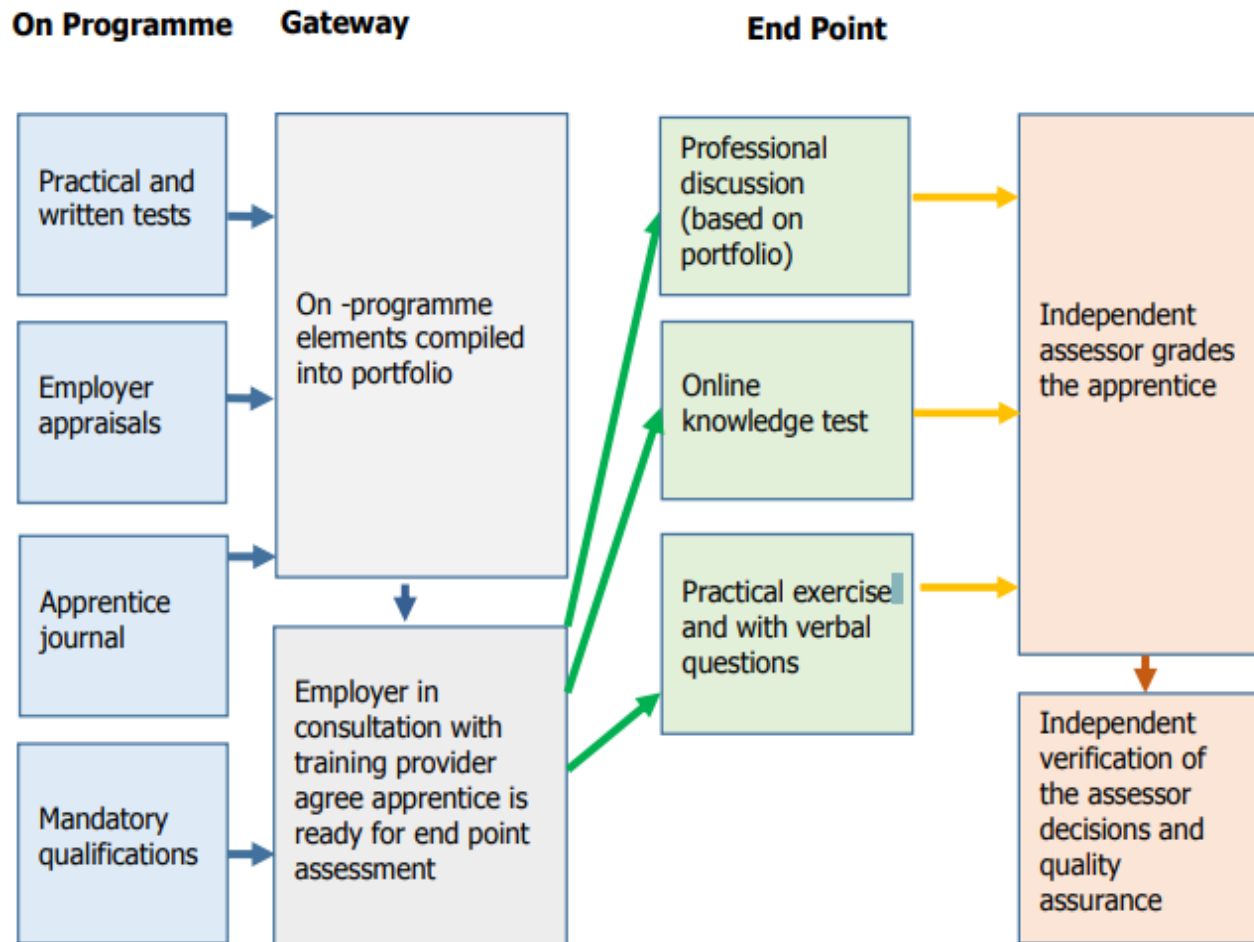 On Programme
Gateway
End Point
Practical and
written tests
Employer
appraisals
Apprentice
journal
Mandatory
qualifications
On -programme
elements compiled
into portfolio
Employer in
consultation with
training provider
agree apprentice is
ready for end point
assessment
Professional
discussion
(based on
portfolio)
Online
knowledge test
Practical exercise
and with verbal
questions
Independent
assessor grades
the apprentice
Independent
verification of
the assessor
decisions and
quality
assurance